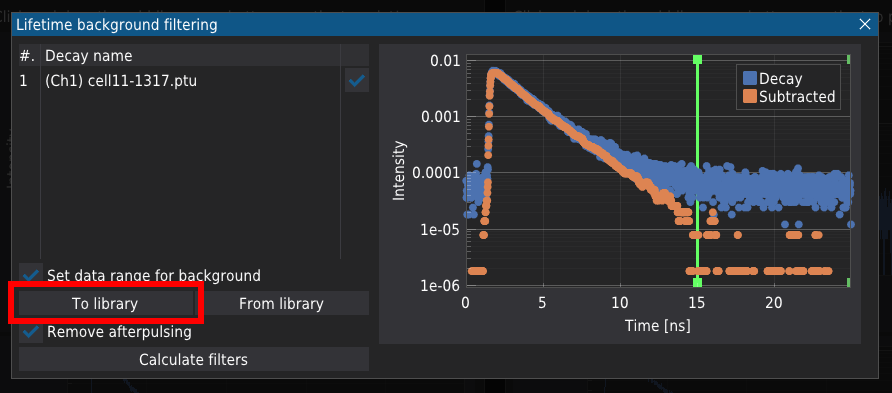 Lifetime background filtering
#. Decay name
1 (Ch1) cell11-1317.ptu
Set data range for background
To library
From library
Remove afterpulsing
Calculate filters
0.01
0.001
0.0001
1e-05
1e-06
Intensity
Decay
Subtracted
0 5 10 15 20
Time [ns]